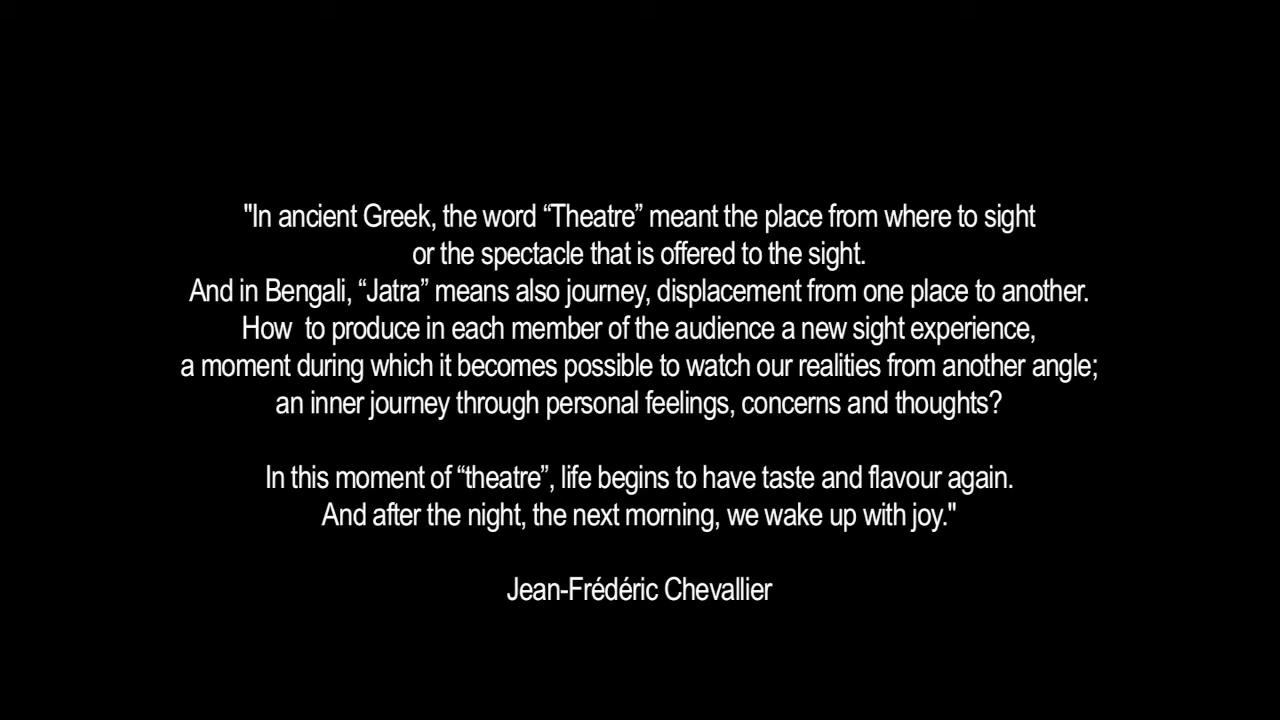 "In ancient Greek, the word “Theatre” meant the place from where to sight
or the spectacle that is offered to the sight.
And in Bengali, “Jatra” means also journey, displacement from one place to another.
How  to produce in each member of the audience a new sight experience,
a moment during which it becomes possible to watch our realities from another angle;
an inner journey through personal feelings, concerns and thoughts?
In this moment of “theatre”, life begins to have taste and flavour again.
And after the night, the next morning, we wake up with joy."
Jean-Frédéric Chevallier